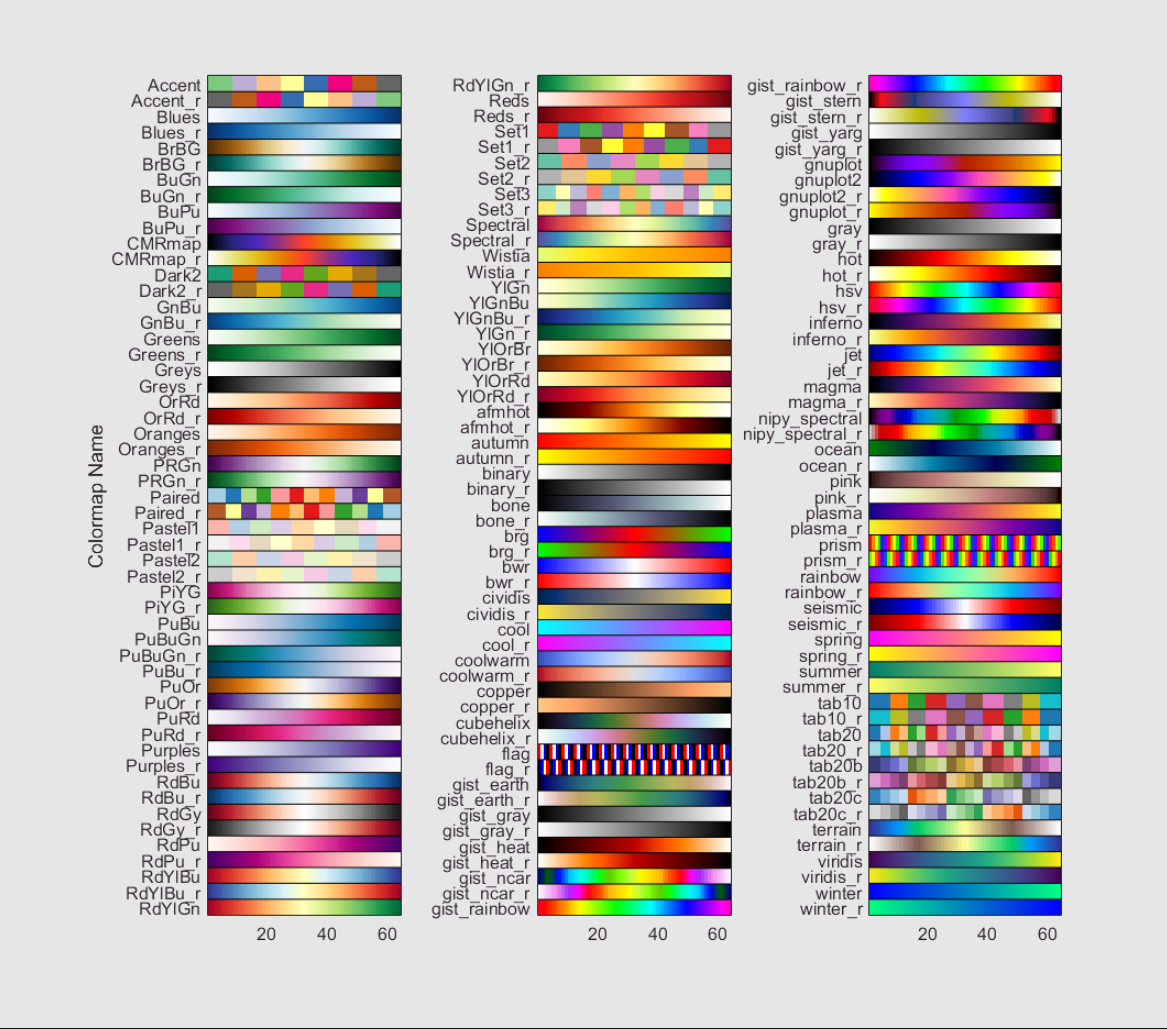 Colormap Name
Accent
Accent_r
Blues
Blues_r
BrBG
BrBG_r
BuGn
BuGn_r
BuPu
BuPu_r
CMRmap
CMRmap_r
Dark2
Dark2_r
GnBu
GnBu_r
Greens
Greens_r
Greys
Greys_r
OrRd
OrRd_r
Oranges
Oranges_r
PRGn
PRGn_r
Paired
Paired_r
Pastel1
Pastel1_r
Pastel2
Pastel2_r
PiYG
PiYG_r
PuBu
PuBuGn
PuBuGn_r
PuBu_r
PuOr
PuOr_r
PuRd
PuRd_r
Purples
Purples_r
RdBu
RdBu_r
RdGy
RdGy_r
RdPu
RdPu_r
RdYlBu
RdYlBu_r
RdYlGn
20 40 60
RdYlGn_r
Reds
Reds_r
Set1
Set1_r
Set2
Set2_r
Set3
Set3_r
Spectral
Spectral_r
Wistia
Wistia_r
YlGn
YlGnBu
YlGnBu_r
YlGn_r
YlOrBr
YlOrBr_r
YlOrRd
YlOrRd_r
afmhot
afmhot_r
autumn
autumn_r
binary
binary_r
bone
bone_r
brg
brg_r
bwr
bwr_r
cividis
cividis_r
cool
cool_r
coolwarm
coolwarm_r
copper
copper_r
cubehelix
cubehelix_r
flag
flag_r
gist_earth
gist_earth_r
gist_gray
gist_gray_r
gist_heat
gist_heat_r
gist_ncar
gist_ncar_r
gist_rainbow
20 40 60
gist_rainbow_r
gist_stern
gist_stern_r
gist_yarg
gist_yarg_r
gnuplot
gnuplot2
gnuplot2_r
gnuplot_r
gray
gray_r
hot
hot_r
hsv
hsv_r
inferno
inferno_r
jet
jet_r
magma
magma_r
nipy_spectral
nipy_spectral_r
ocean
ocean_r
pink
pink_r
plasma
plasma_r
prism
prism_r
rainbow
rainbow_r
seismic
seismic_r
spring
spring_r
summer
summer_r
tab10
tab10_r
tab20
tab20_r
tab20b
tab20b_r
tab20c
tab20c_r
terrain
terrain_r
viridis
viridis_r
winter
winter_r
20 40 60